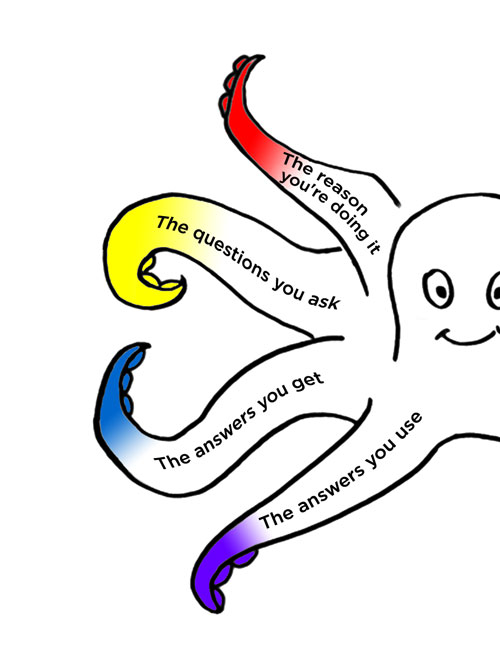 The reason
you're doing it
The questions you ask
The answers you get
The answers you use